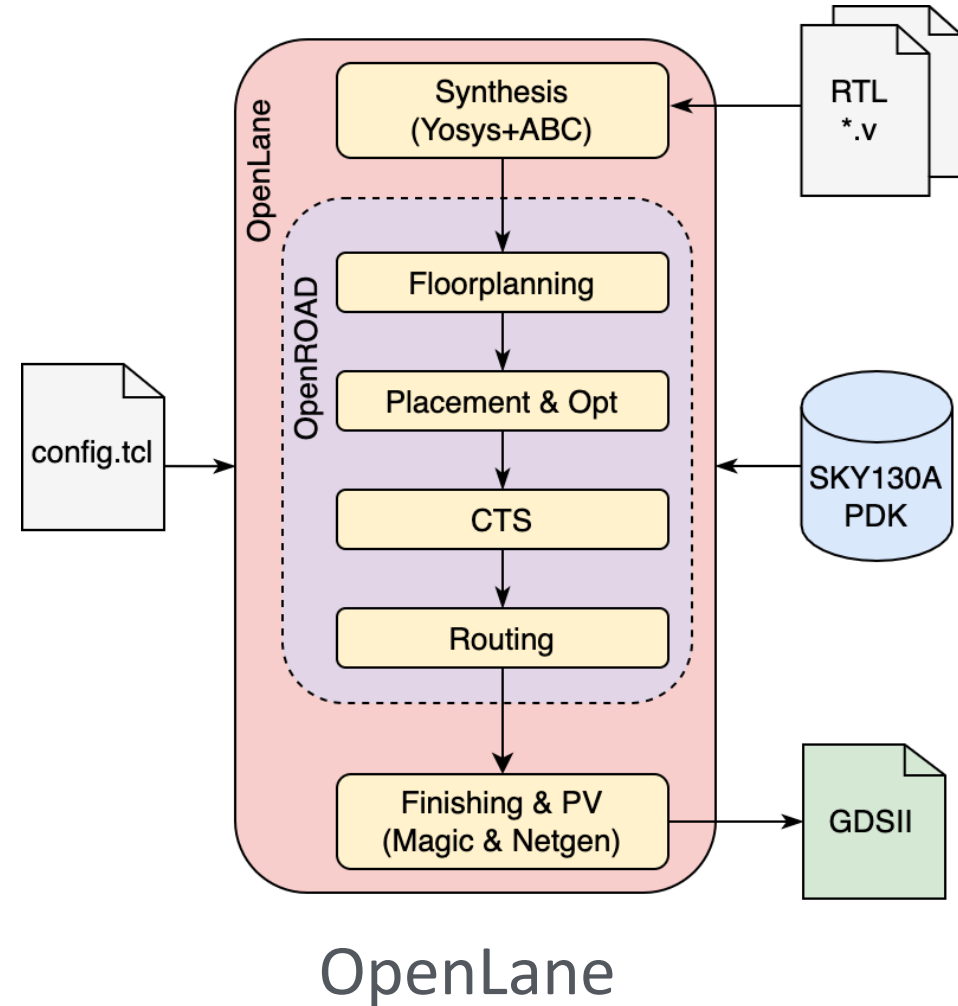 Synthesis
(Yosys+ABC)
RTL
*.v
OpenLane
Floorplanning
OpenROAD
Placement & Opt
config.tcl
SKY130A
PDK
CTS
Routing
Finishing & PV
(Magic & Netgen)
GDSII
OpenLane